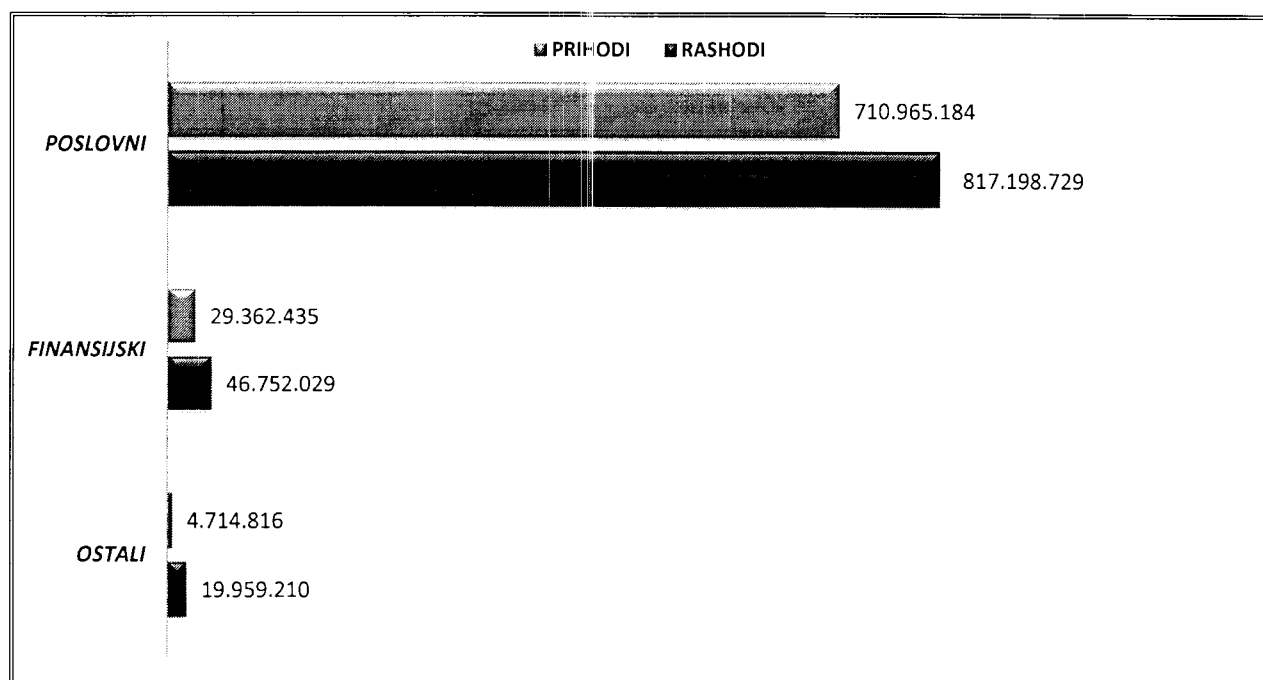 PRIHODI RASHODI
POSLOVNI
710.965.184
817.198.729
FINANSIJSKI
29.362.435
46.752.029
OSTALI
4.714.816
19.959.210